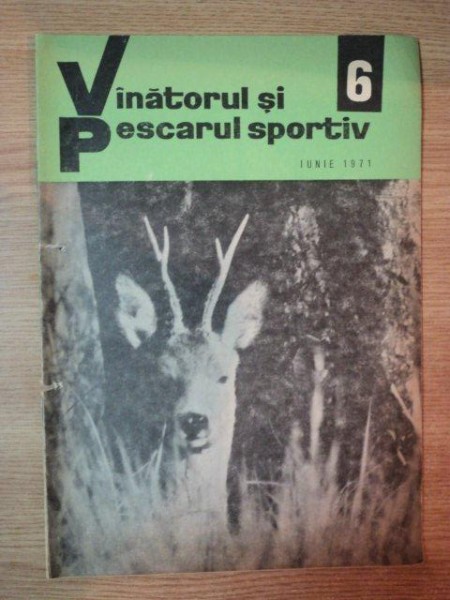 6
Vînătorul și
Pescarul sportiv
IUNIE 1971